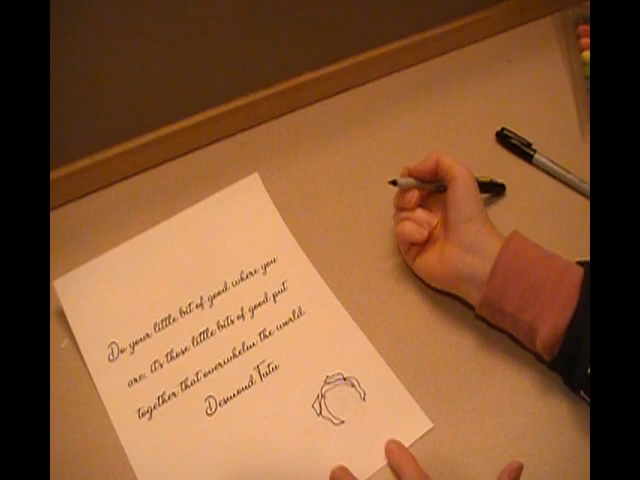 Do your little bit of good where you
are; it's those little bits of good put
together that overwhelm the world.
Desmond Tutu